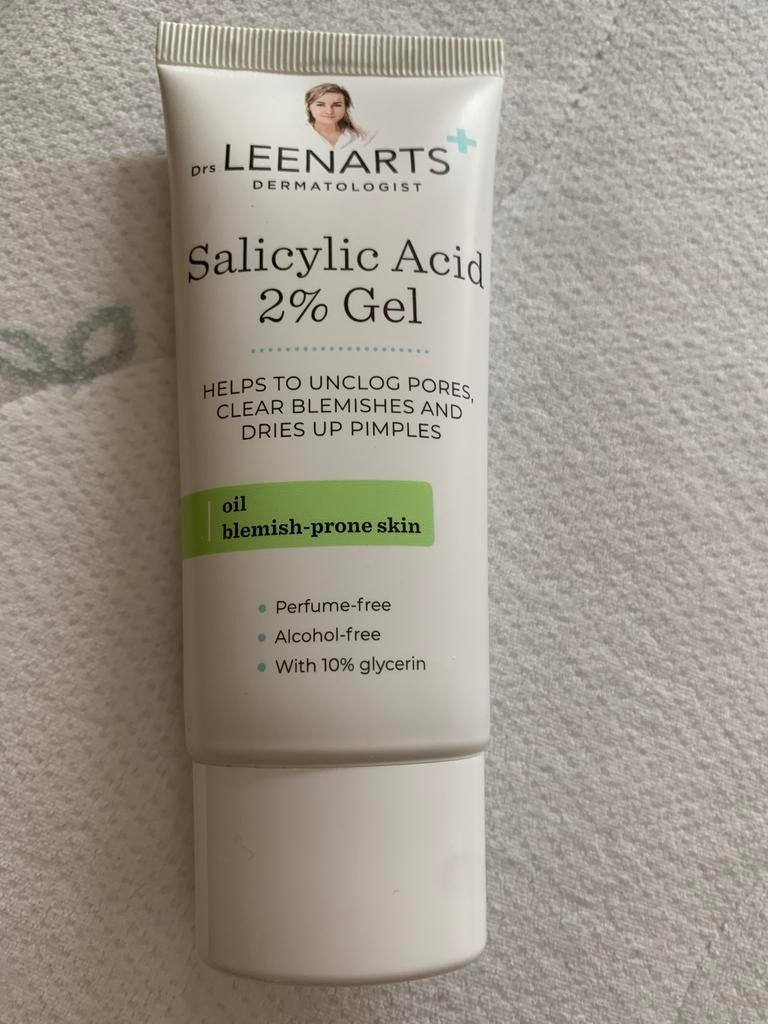 Drs LEENARTS
DERMATOLOGIST
Salicylic Acid
2% Gel
HELPS TO UNCLOG PORES,
CLEAR BLEMISHES AND
DRIES UP PIMPLES
oil
blemish-prone skin
Perfume-free
Alcohol-free
With 10% glycerin